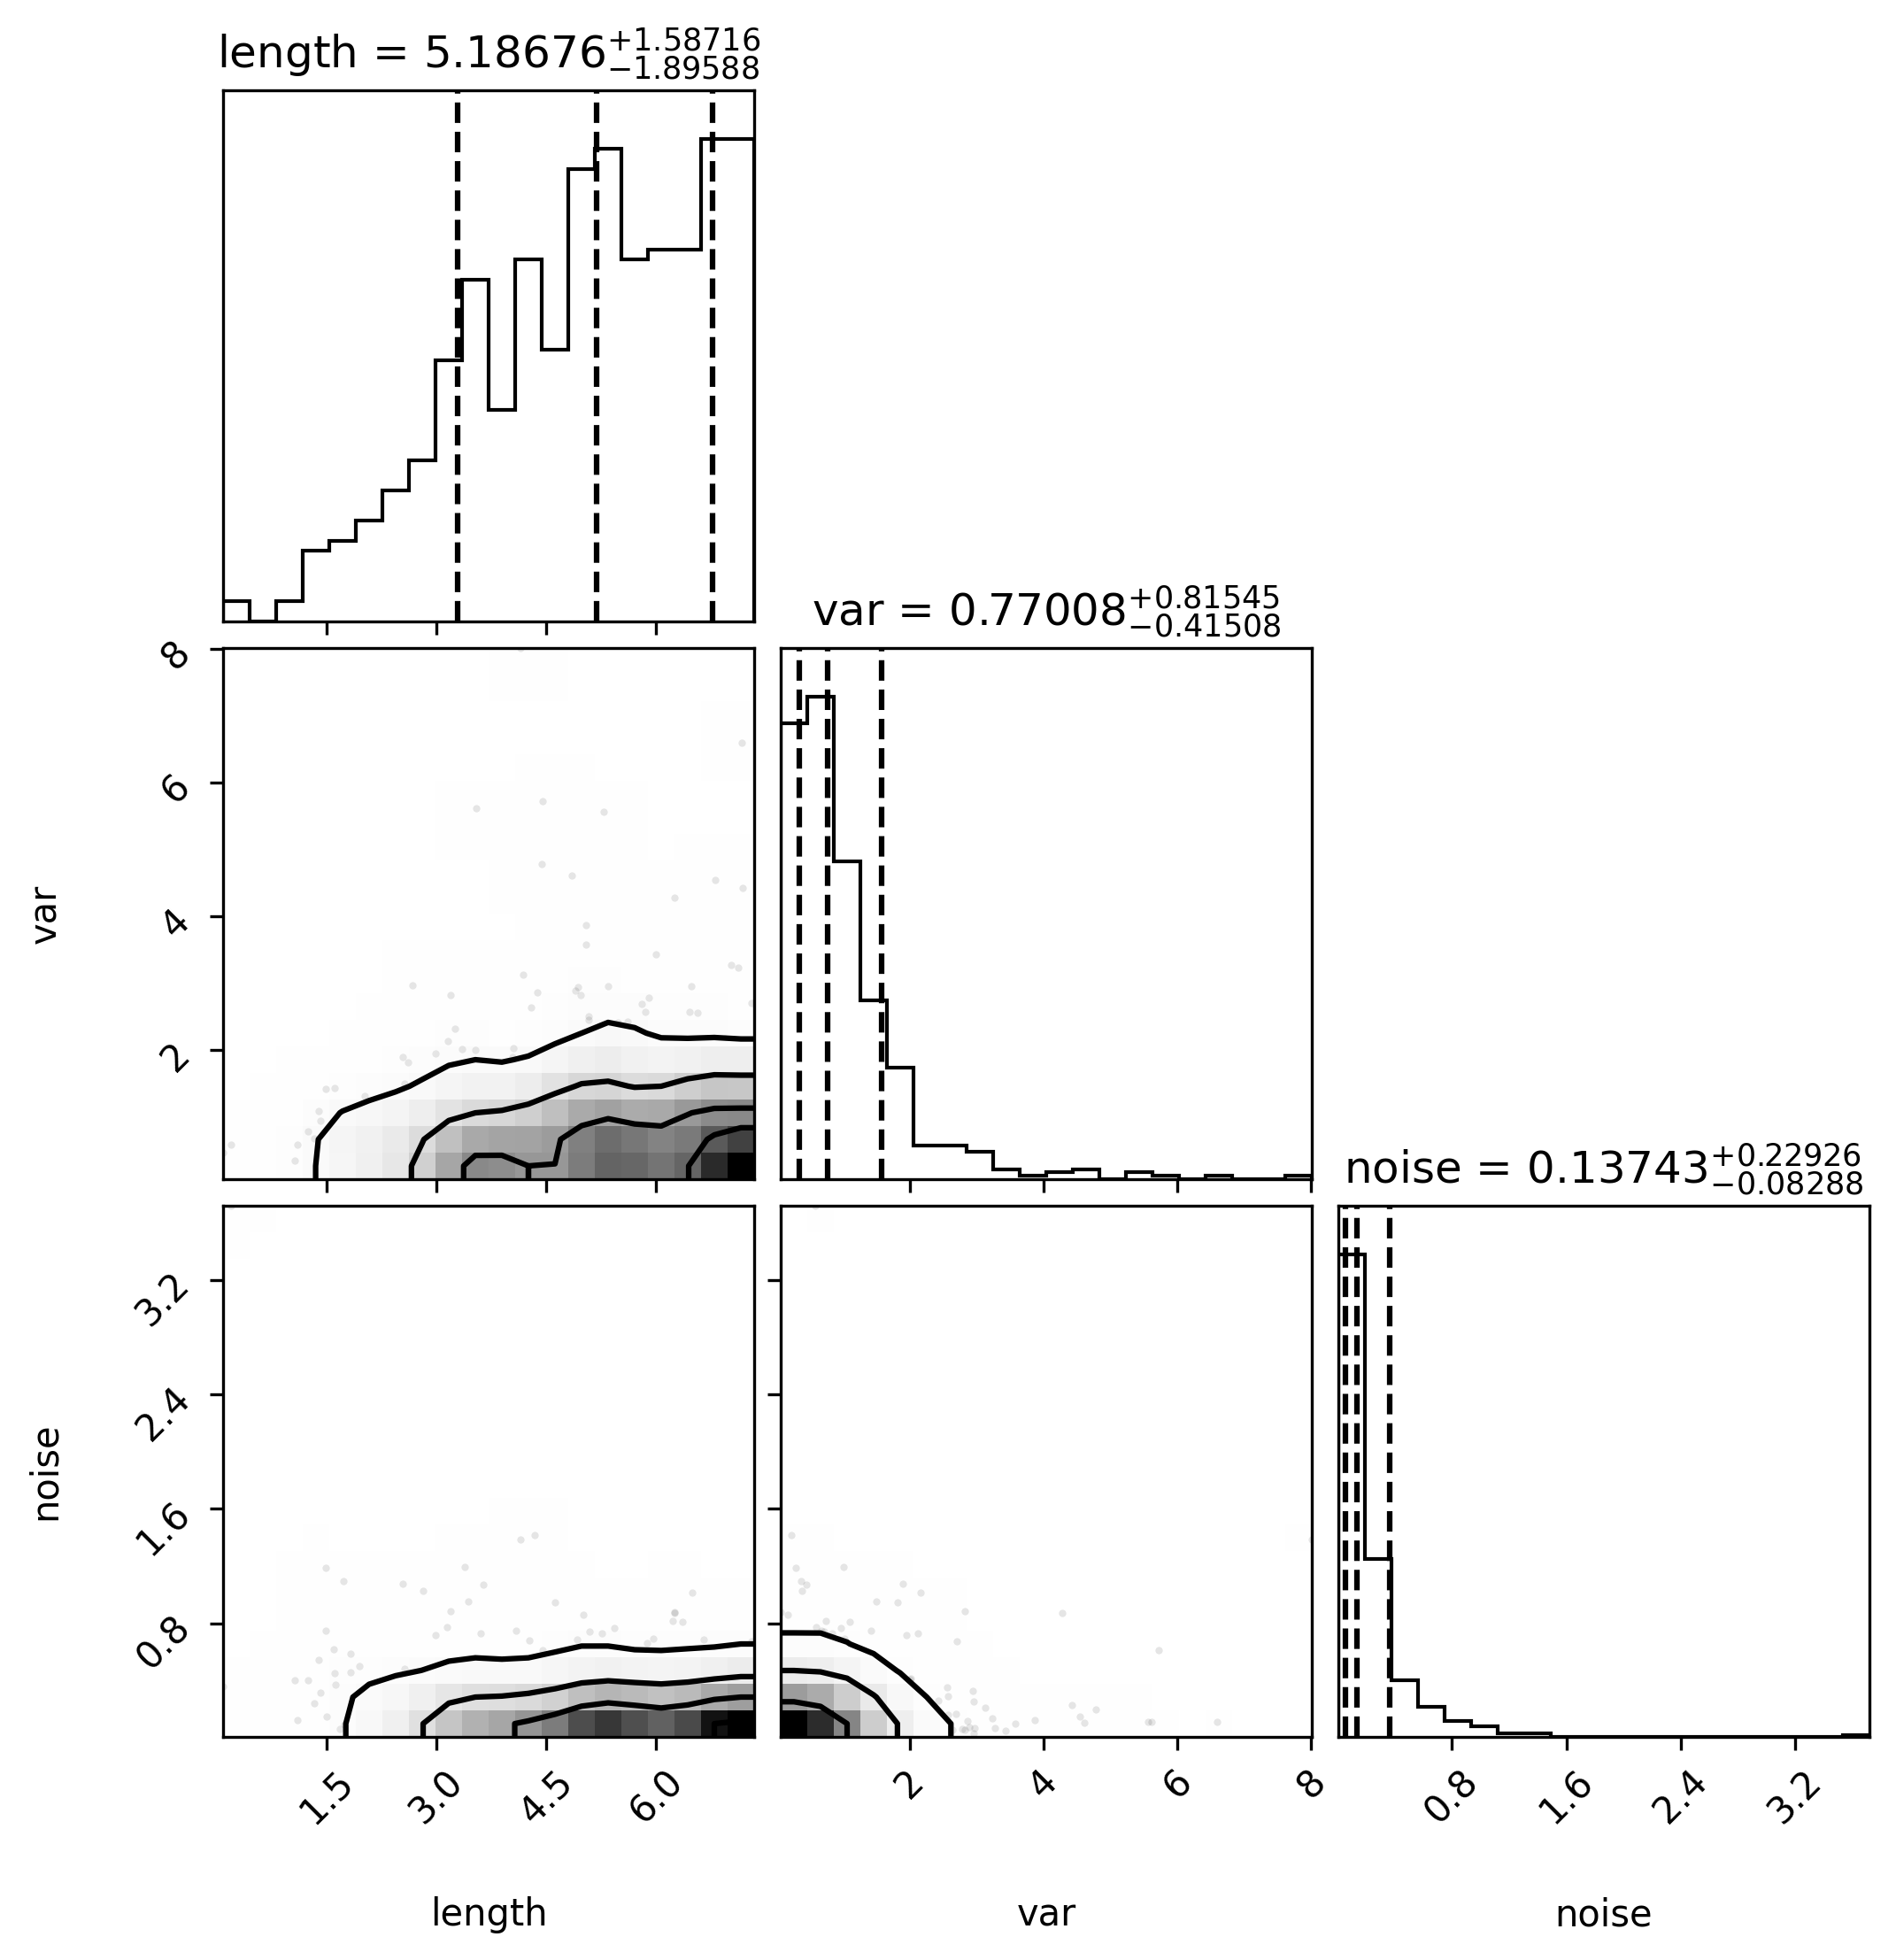 length = 5.18676+1.58716−1.89588
var = 0.77008+0.81545−0.41508
8
6
4
2
var
noise = 0.13743+0.22926−0.08288
3.2
2.4
1.6
0.8
noise
1.5 3.0 4.5 6.0 2 4 6 8 0.8 1.6 2.4 3.2
length var noise